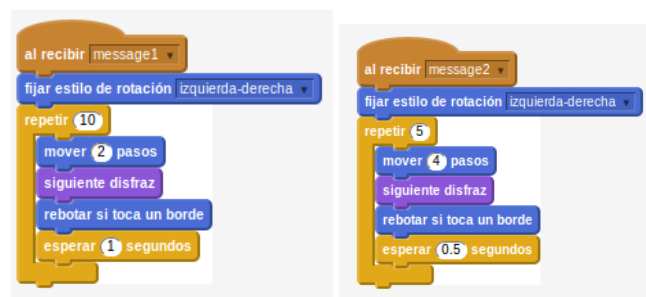 al recibir message1
fijar estilo de rotación izquierda-derecha
repetir 10
mover 2 pasos
siguiente disfraz
rebotar si toca un borde
esperar 1 segundos
al recibir message2
fijar estilo de rotación izquierda-derecha
repetir 5
mover 4 pasos
siguiente disfraz
rebotar si toca un borde
esperar 0.5 segundos